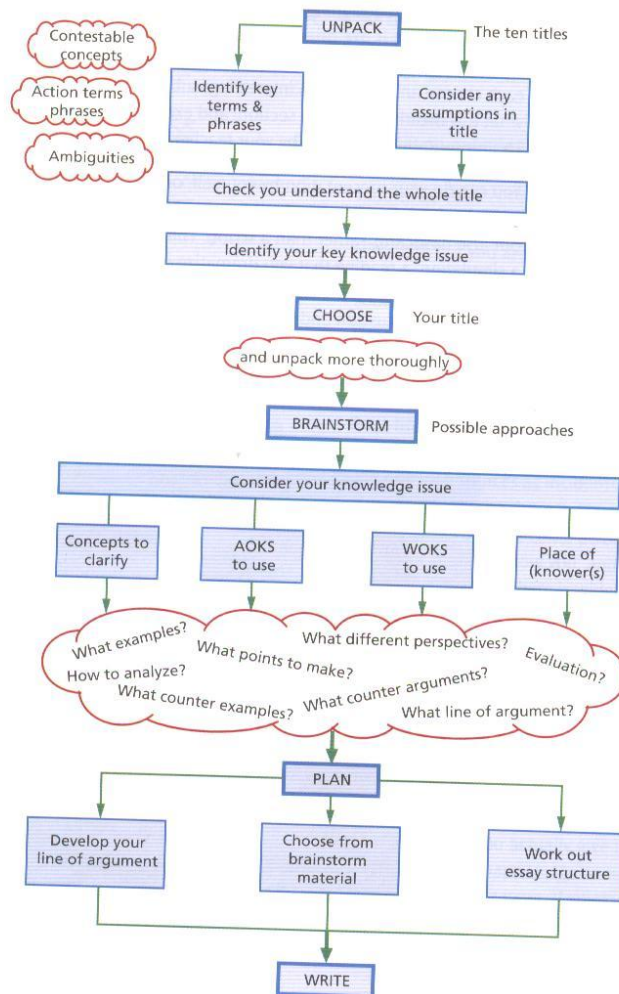 UNPACK
The ten titles
Contestable
concepts
Action terms
phrases
Ambiguities
Identify key
terms &
phrases
Consider any
assumptions in
title
Check you understand the whole title
Identify your key knowledge issue
CHOOSE
Your title
and unpack more thoroughly
BRAINSTORM
Possible approaches
Consider your knowledge issue
Concepts to
clarify
AOKS
to use
WOKS
to use
Place of
(knower(s)
What examples?
What different perspectives?
Evaluation?
How to analyze?
What points to make?
What counter examples?
What counter arguments?
What line of argument?
PLAN
Develop your
line of argument
Choose from
brainstorm
material
Work out
essay structure
WRITE